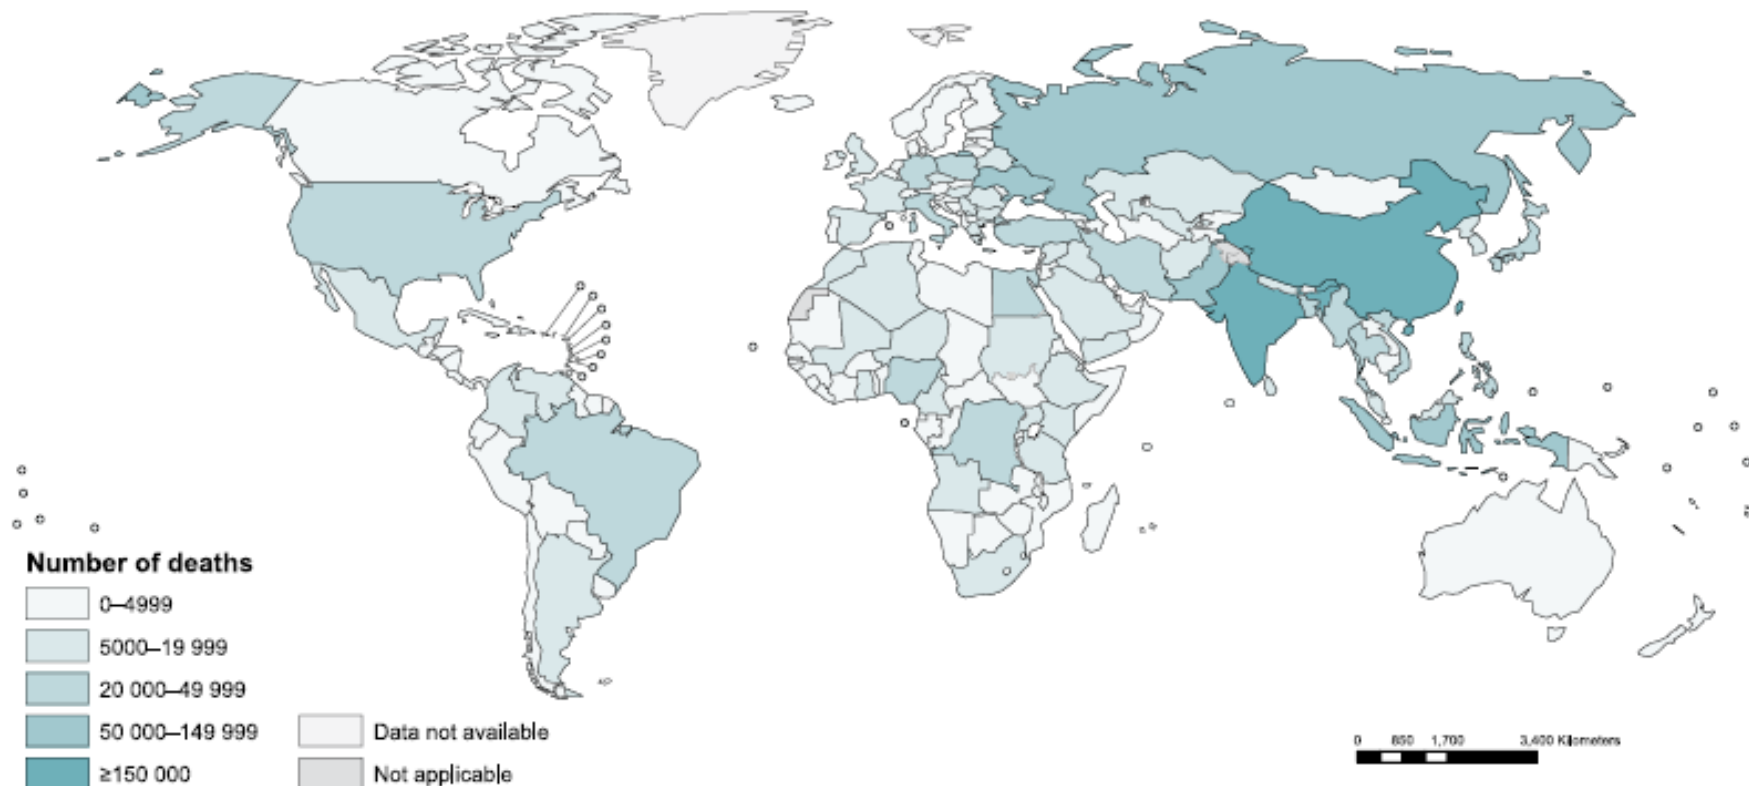 Number of deaths
0–4999
5000–19 999
20 000–49 999
50 000–149 999
≥150 000
Data not available
Not applicable
0 850 1,700 3,400 Kilometers